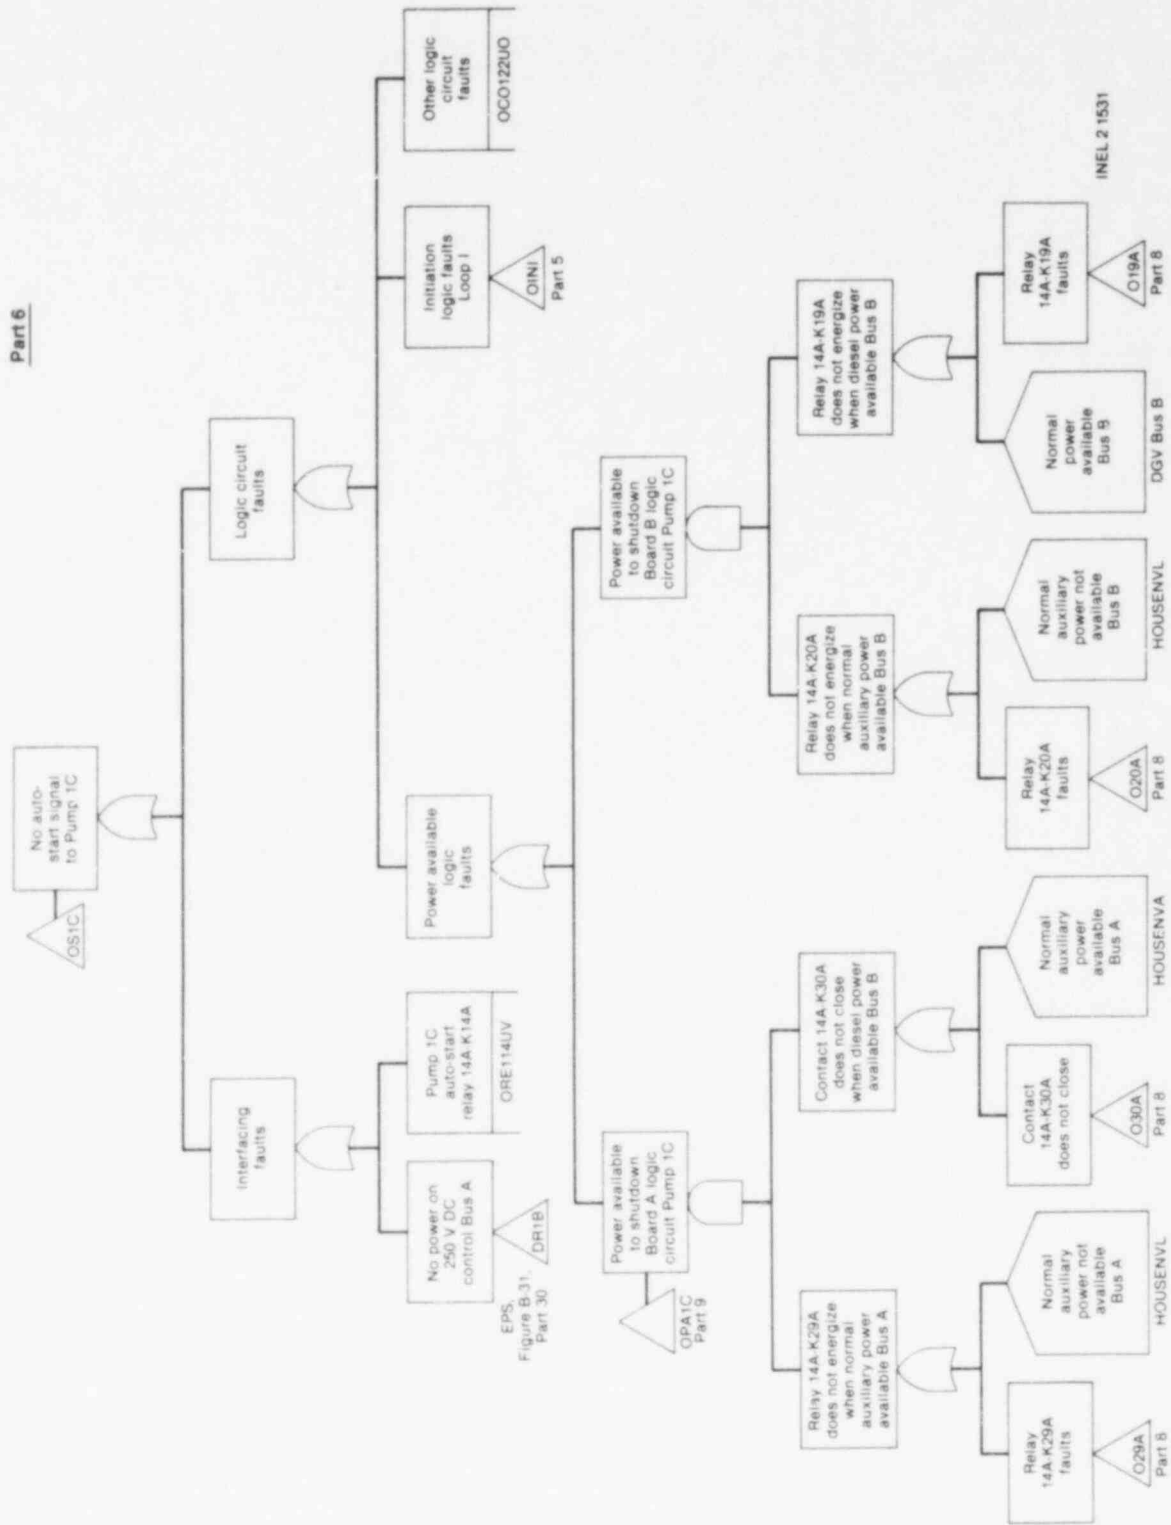 Part 6
No auto-
start signal
to Pump 1C
OS1C
Interfacing
faults
Logic circuit
faults
No power on
250 V DC
control Bus A
DR1B
EPS,
Figure B-31,
Part 30
Pump 1C
auto-start
relay 14A-K14A
ORE114UV
Power available
logic
faults
Initiation
logic faults
Loop I
OINI
Part 5
Other logic
circuit
faults
OCO122UO
Power available
to shutdown
Board A logic
circuit Pump 1C
OPA1C
Part 9
Power available
to shutdown
Board B logic
circuit Pump 1C
Relay 14A-K29A
does not energize
when normal
auxiliary power
available Bus A
Contact 14A-K30A
does not close
when diesel power
available Bus B
Relay 14A-K20A
does not energize
when normal
auxiliary power
available Bus B
Relay 14A-K19A
does not energize
when diesel power
available Bus B
Relay
14A-K29A
faults
O29A
Part 8
Normal
auxiliary
power not
available
Bus A
HOUSENVL
Contact
14A-K30A
does not close
O30A
Part 8
Normal
auxiliary
power
available
Bus A
HOUSENVA
Relay
14A-K20A
faults
O20A
Part 8
Normal
auxiliary
power not
available
Bus B
HOUSENVL
Normal
power
available
Bus B
DGV Bus B
Relay
14A-K19A
faults
O19A
Part 8
INEL 2 1531